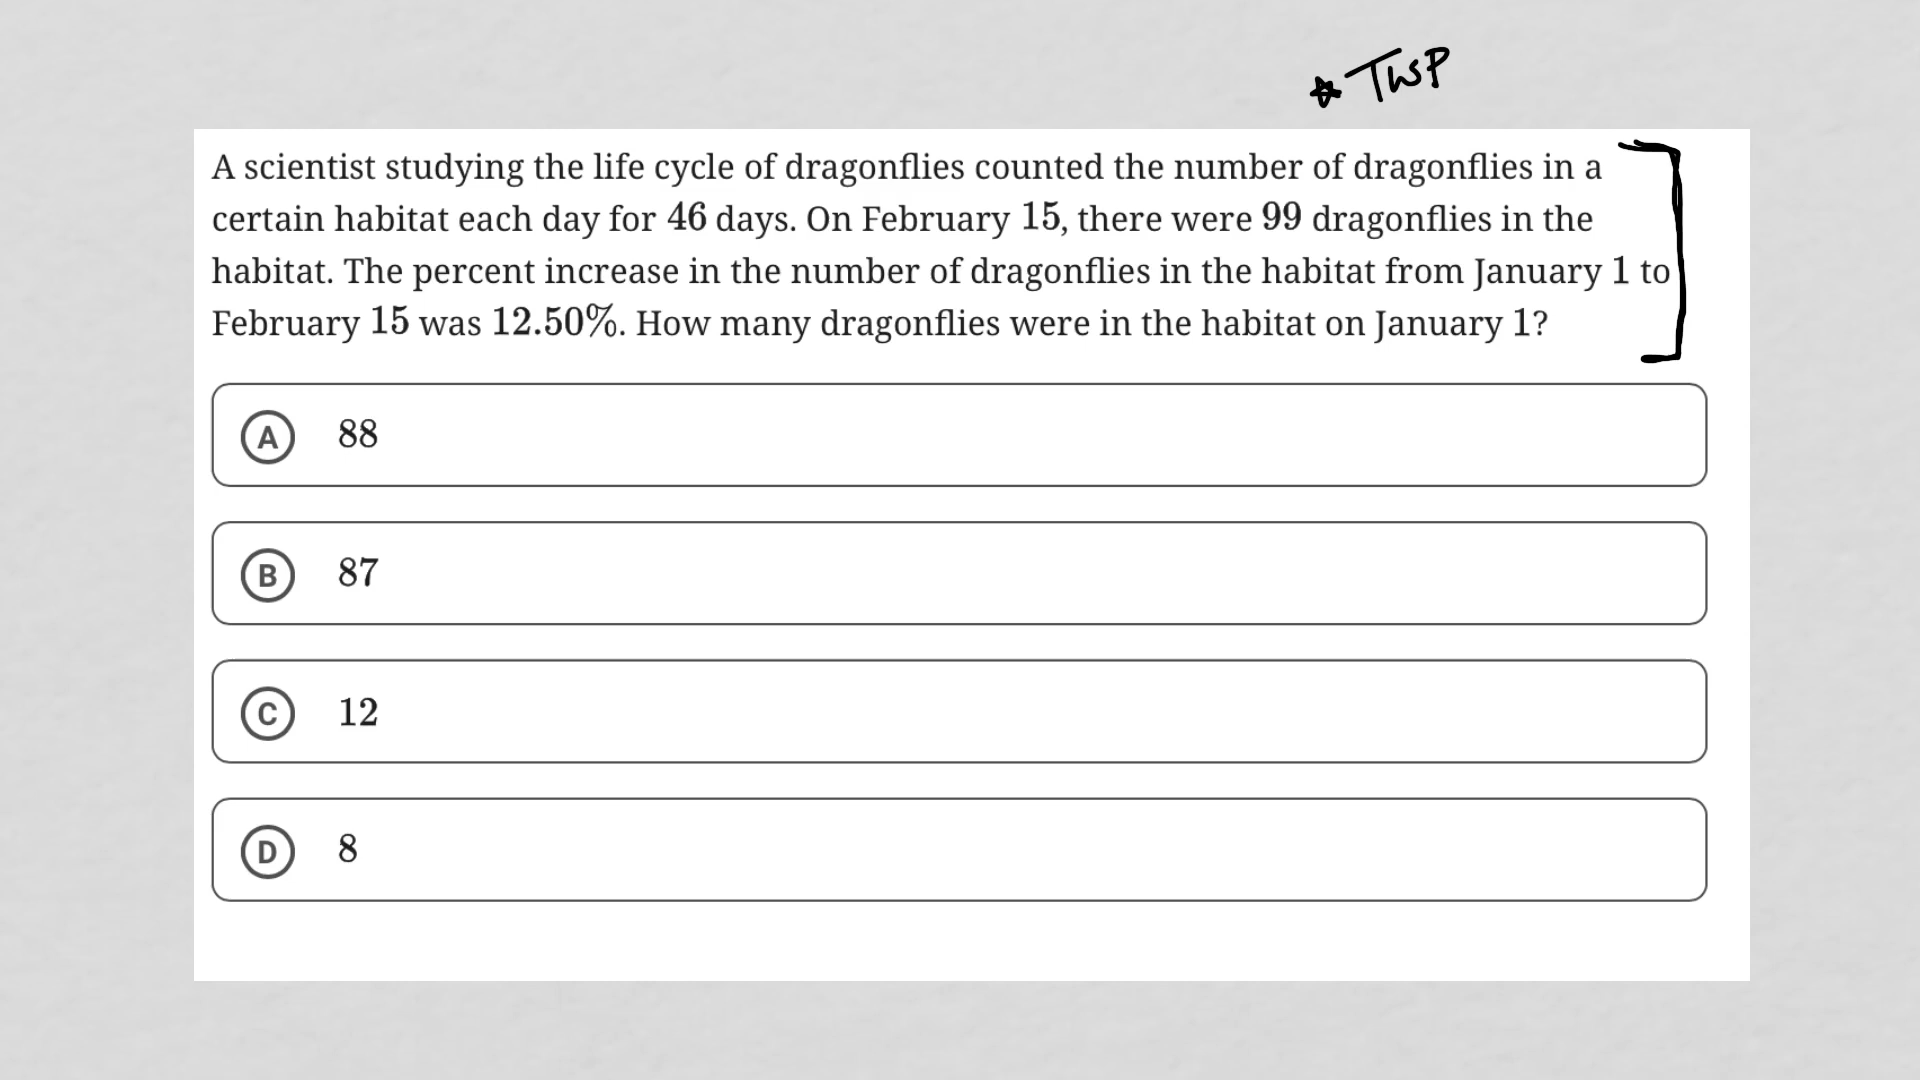 * TWSP
A scientist studying the life cycle of dragonflies counted the number of dragonflies in a
certain habitat each day for 46 days. On February 15, there were 99 dragonflies in the
habitat. The percent increase in the number of dragonflies in the habitat from January 1 to
February 15 was 12.50%. How many dragonflies were in the habitat on January 1?
A 88
B 87
C 12
D 8